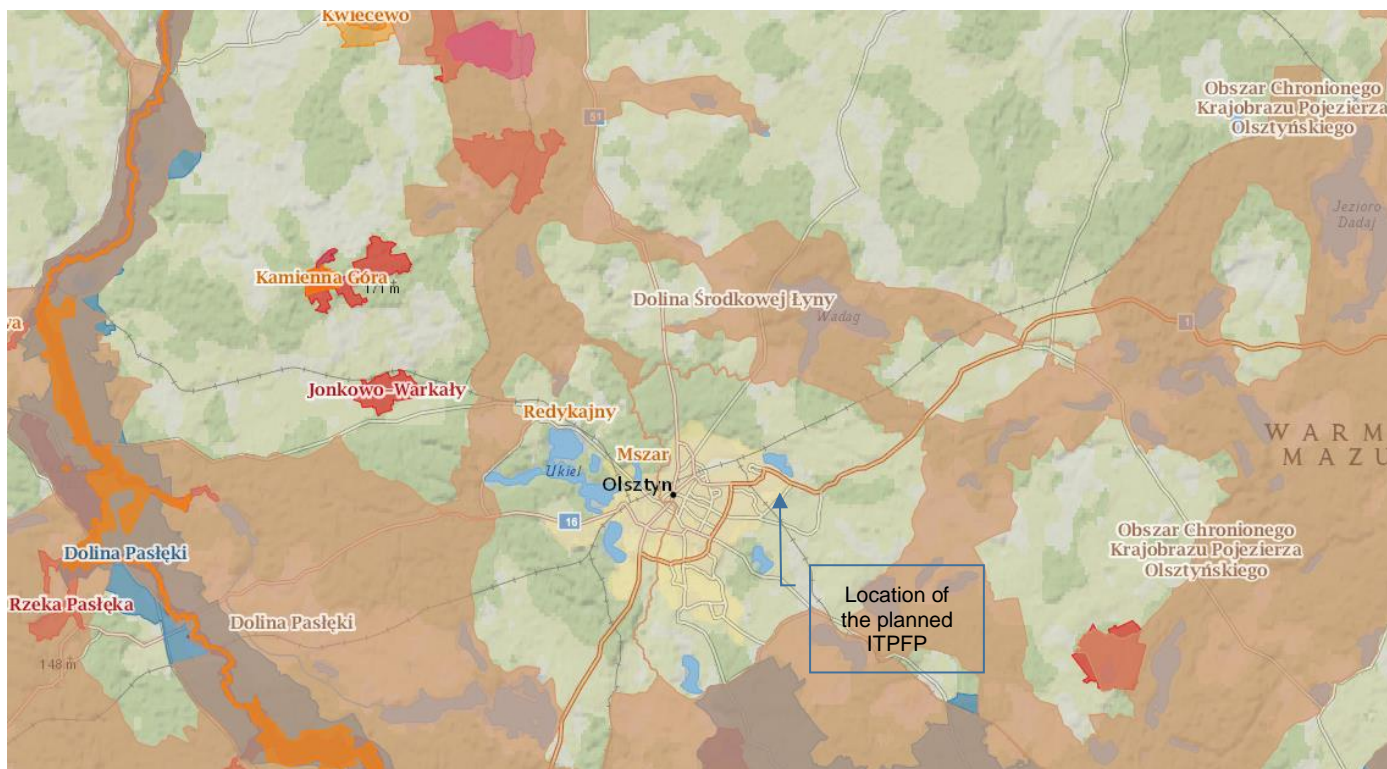 Kwiecewo
51
Obszar Chronionego
Krajobrazu Pojezierza
Olsztyńskiego
Jezioro
Dadaj
Kamienna Góra
171 m
Dolina Środkowej Łyny
Wadag
1
Jonkowo-Warkały
Redykajny
WARM
MAZU
Mszar
Ukiel
Olsztyn
16
Obszar Chronionego
Krajobrazu Pojezierza
Olsztyńskiego
Dolina Pasłęki
Location of
the planned
ITPFP
Rzeka Pasłęka
Dolina Pasłęki
148 m